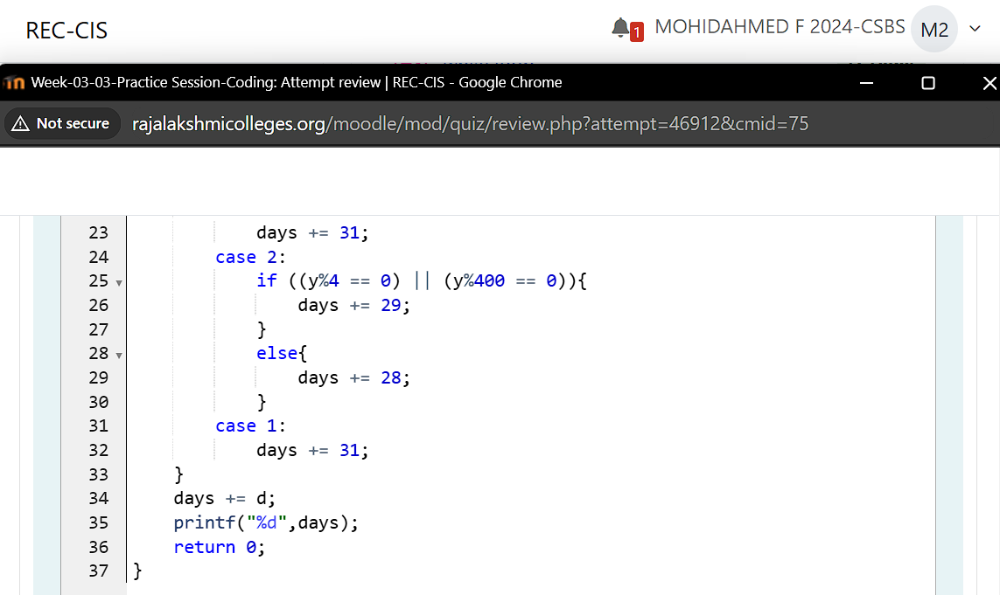 REC-CIS
1 MOHIDAHMED F 2024-CSBS M2
Week-03-03-Practice Session-Coding: Attempt review | REC-CIS - Google Chrome
Not secure rajalakshmicolleges.org/moodle/mod/quiz/review.php?attempt=46912&cmid=75
23 days += 31;
24 case 2:
25 if ((y%4 == 0) || (y%400 == 0)){
26 days += 29;
27 }
28 else{
29 days += 28;
30 }
31 case 1:
32 days += 31;
33 }
34 days += d;
35 printf("%d",days);
36 return 0;
37 }